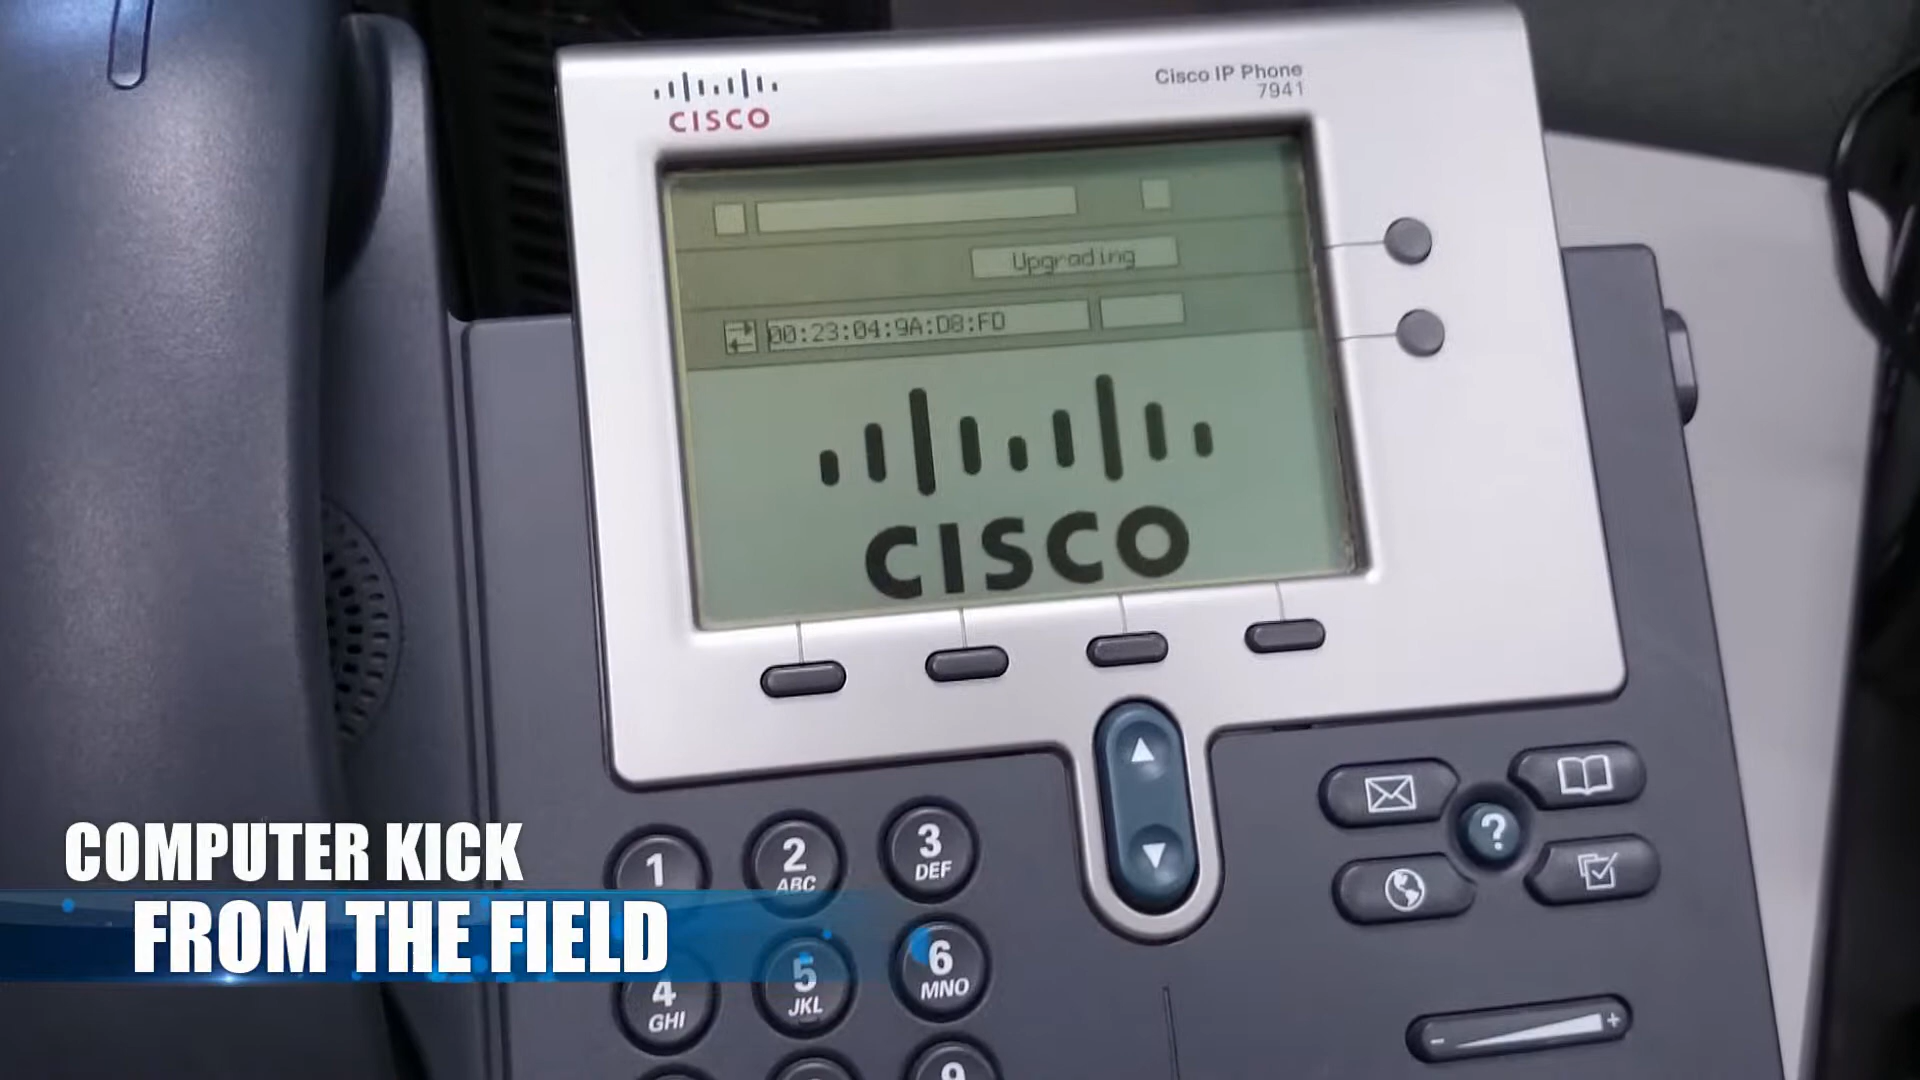 CISCO
Cisco IP Phone
7941
Upgrading
00:23:04:9A:D8:FD
CISCO
1
2
ABC
3
DEF
?
4
GHI
5
JKL
6
MNO
9
- +
COMPUTER KICK
FROM THE FIELD